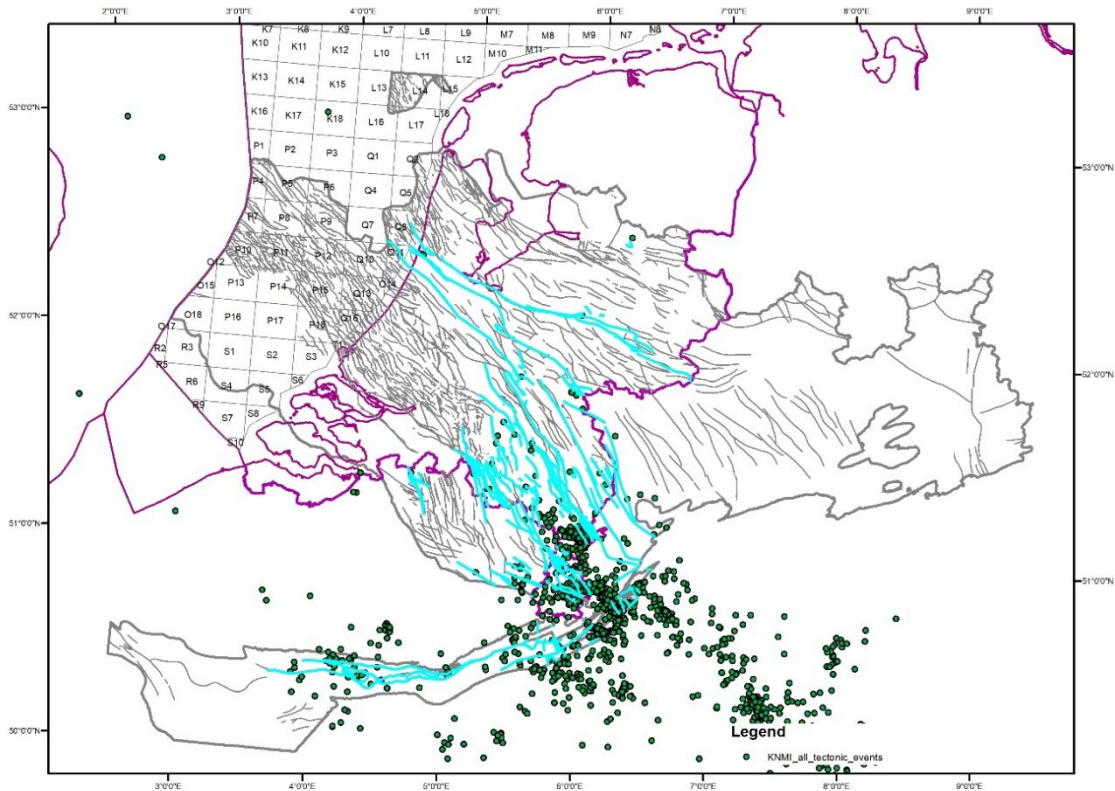 2°0'0"E 3°0'0"E 4°0'0"E 5°0'0"E 6°0'0"E 7°0'0"E 8°0'0"E 9°0'0"E
K7 K8 K9 L7 L8 L9 M7 M8 M9 N7 N8
K10 K11 K12 L10 L11 L12 M10 M11
K13 K14 K15 L13 L14 L15
53°0'0"N
K16 K17 K18 L16 L17 L18
P1 P2 P3 Q1 Q2
53°0'0"N
P4 P5 P6 Q4 Q5
P7 P8 P9 Q7 Q8
P10 P11 P12 Q10 Q11
O12
O15 P13 P14 P15 Q13 Q14
52°0'0"N
O17 O18 P16 P17 P18 Q16
T1
R2 R3 S1 S2 S3
R5
52°0'0"N
R6 S4 S5 S6
R9 S7 S8
S10
51°0'0"N
51°0'0"N
50°0'0"N
50°0'0"N
Legend
KNMI_all_tectonic_events
3°0'0"E 4°0'0"E 5°0'0"E 6°0'0"E 7°0'0"E 8°0'0"E 9°0'0"E